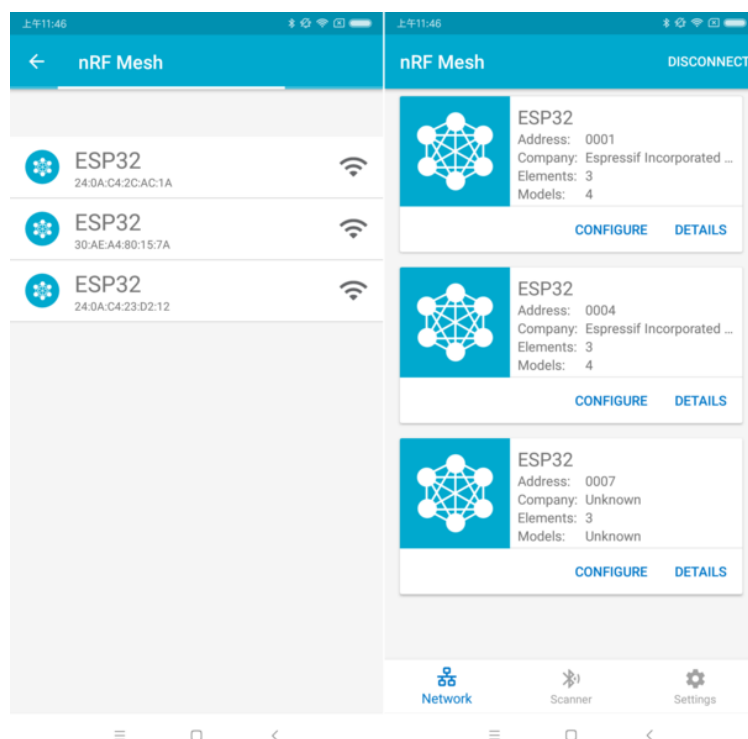 上午11:46
nRF Mesh
ESP32
24:0A:C4:2C:AC:1A
ESP32
30:AE:A4:80:15:7A
ESP32
24:0A:C4:23:D2:12
上午11:46
nRF Mesh DISCONNECT
ESP32
Address: 0001
Company: Espressif Incorporated ...
Elements: 3
Models: 4
CONFIGURE DETAILS
ESP32
Address: 0004
Company: Espressif Incorporated ...
Elements: 3
Models: 4
CONFIGURE DETAILS
ESP32
Address: 0007
Company: Unknown
Elements: 3
Models: Unknown
CONFIGURE DETAILS
Network Scanner Settings